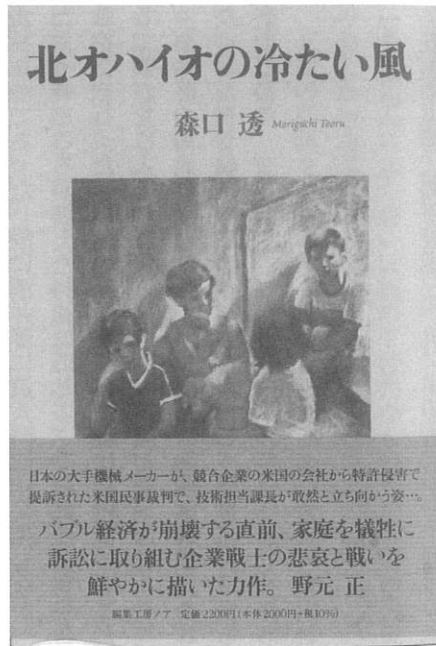 北オハイオの冷たい風
森口 透 Moriguchi Tooru
日本の大手機械メーカーが、競合企業の米国の会社から特許侵害で
提訴された米国民事裁判で、技術担当課長が敢然と立ち向かう姿…。
バブル経済が崩壊する直前、家庭を犠牲に
訴訟に取り組む企業戦士の悲哀と戦いを
鮮やかに描いた力作。 野元 正
編集工房ノア 定価2200円(本体2000円+税10%)